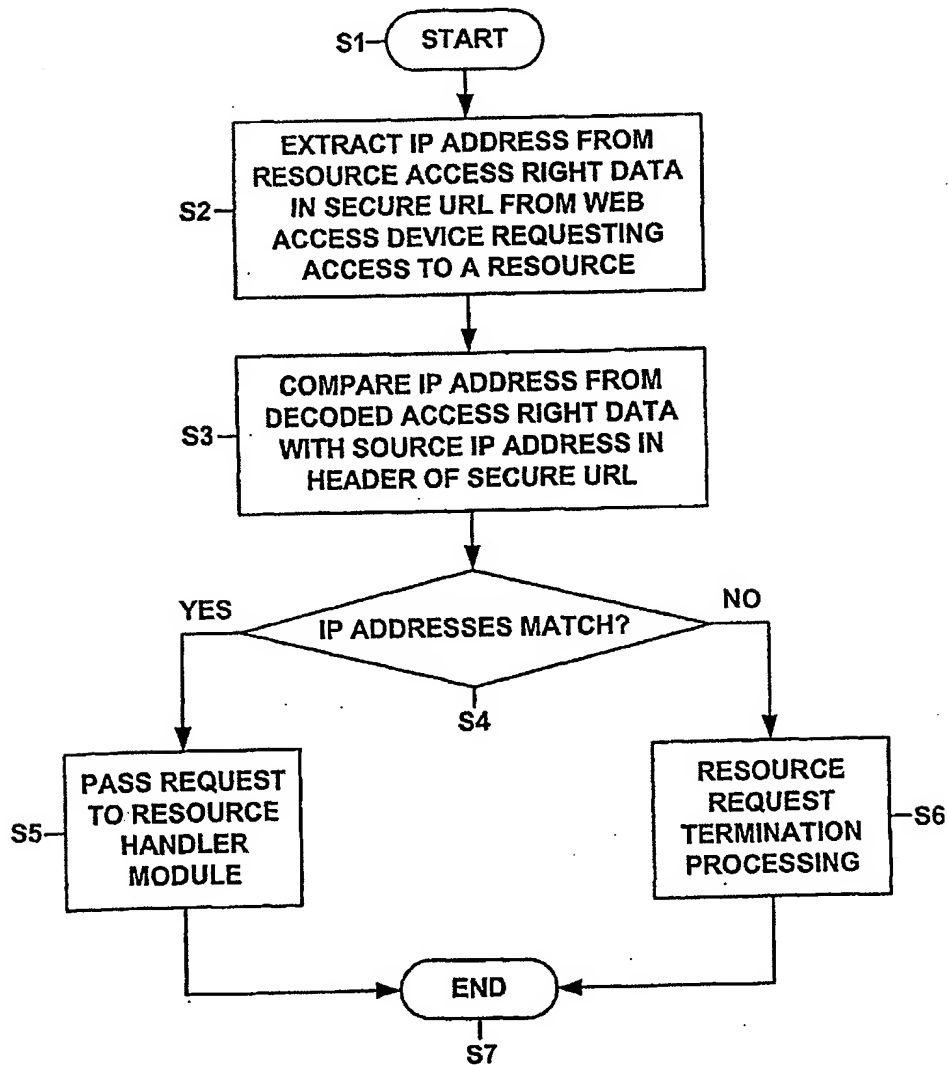 S1
START
EXTRACT IP ADDRESS FROM
RESOURCE ACCESS RIGHT DATA
IN SECURE URL FROM WEB
ACCESS DEVICE REQUESTING
ACCESS TO A RESOURCE
S2
COMPARE IP ADDRESS FROM
DECODED ACCESS RIGHT DATA
WITH SOURCE IP ADDRESS IN
HEADER OF SECURE URL
S3
YES
IP ADDRESSES MATCH?
NO
S4
PASS REQUEST
TO RESOURCE
HANDLER
MODULE
S5
RESOURCE
REQUEST
TERMINATION
PROCESSING
S6
END
S7